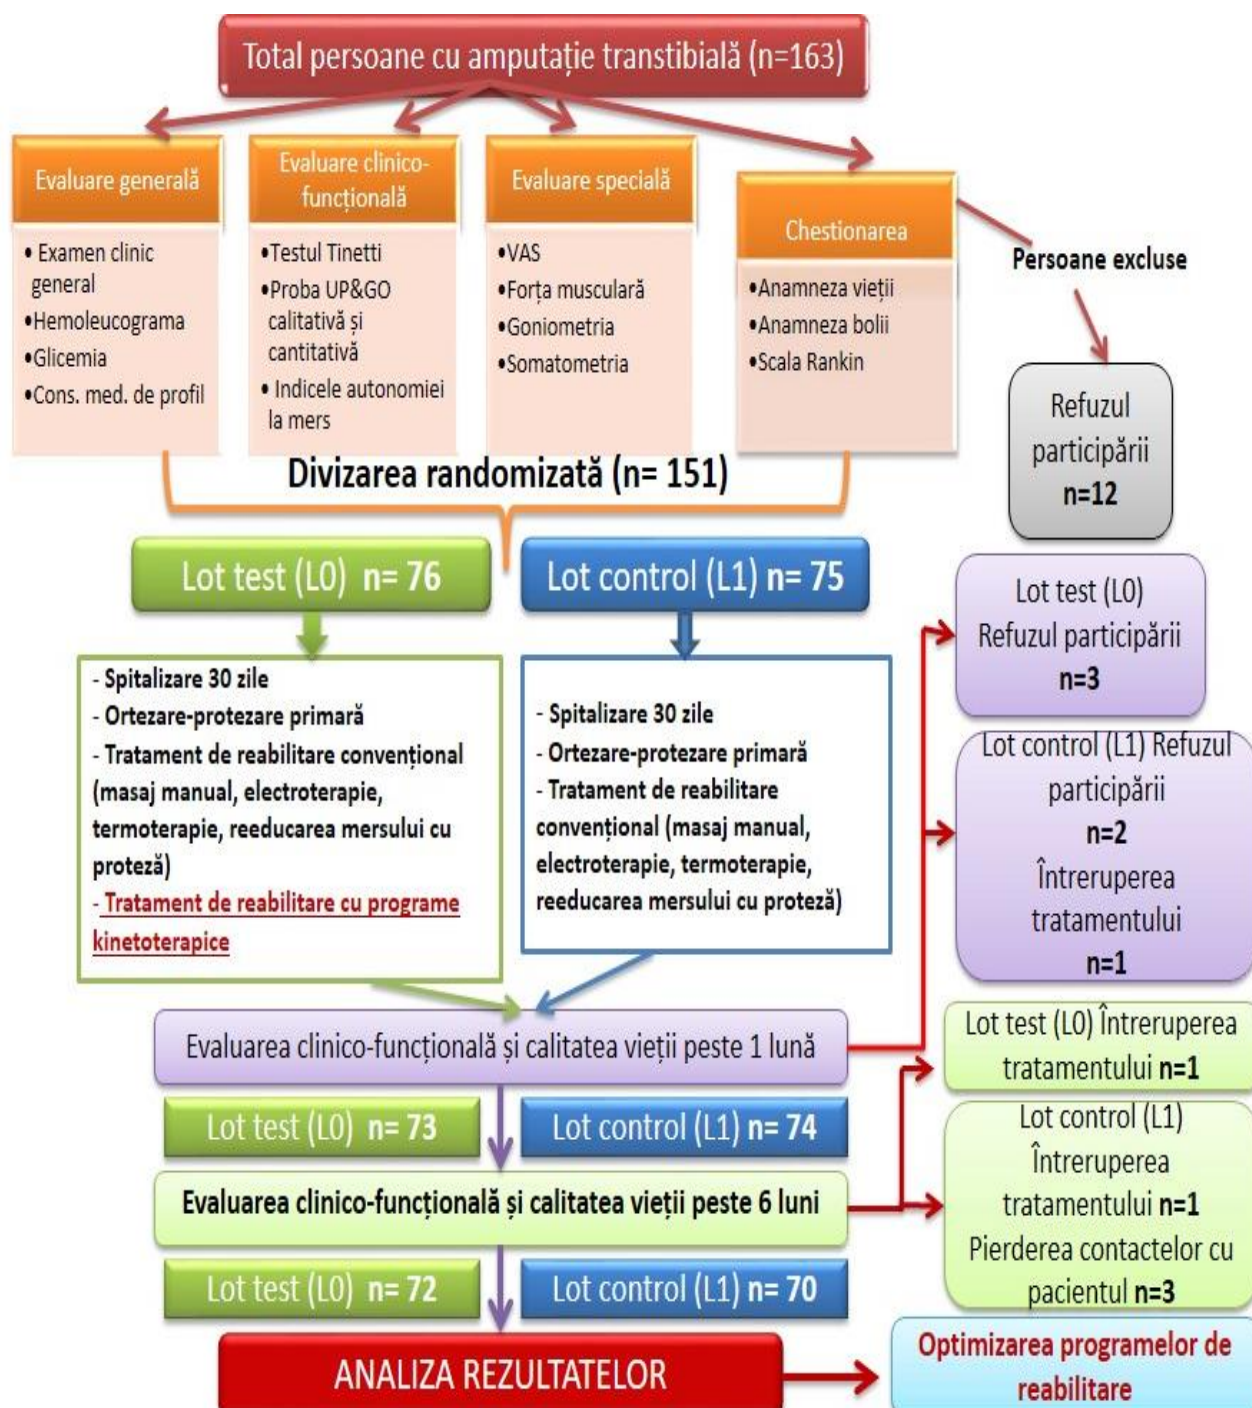 Total persoane cu amputație transtibială (n=163)
Evaluare generală
• Examen clinic
general
•Hemoleucograma
•Glicemia
•Cons. med. de profil
Evaluare clinico-
funcțională
•Testul Tinetti
•Proba UP&GO
calitativă și
cantitativă
• Indicele autonomiei
la mers
Evaluare specială
•VAS
•Forța musculară
•Goniometria
•Somatometria
Chestionarea
•Anamneza vieții
•Anamneza bolii
•Scala Rankin
Persoane excluse
Refuzul
participării
n=12
Divizarea randomizată (n= 151)
Lot test (L0) n= 76
Lot control (L1) n= 75
- Spitalizare 30 zile
- Ortezare-protezare primară
- Tratament de reabilitare convențional
(masaj manual, electroterapie,
termoterapie, reeducarea mersului cu
proteză)
- Tratament de reabilitare cu programe
kinetoterapice
- Spitalizare 30 zile
- Ortezare-protezare primară
- Tratament de reabilitare
convențional (masaj manual,
electroterapie, termoterapie,
reeducarea mersului cu proteză)
Lot test (L0)
Refuzul participării
n=3
Lot control (L1) Refuzul
participării
n=2
Întreruperea
tratamentului
n=1
Evaluarea clinico-funcțională și calitatea vieții peste 1 lună
Lot test (L0) n= 73
Lot control (L1) n= 74
Lot test (L0) Întreruperea
tratamentului n=1
Lot control (L1)
Întreruperea
tratamentului n=1
Pierderea contactelor cu
pacientul n=3
Evaluarea clinico-funcțională și calitatea vieții peste 6 luni
Lot test (L0) n= 72
Lot control (L1) n= 70
ANALIZA REZULTATELOR
Optimizarea programelor de
reabilitare